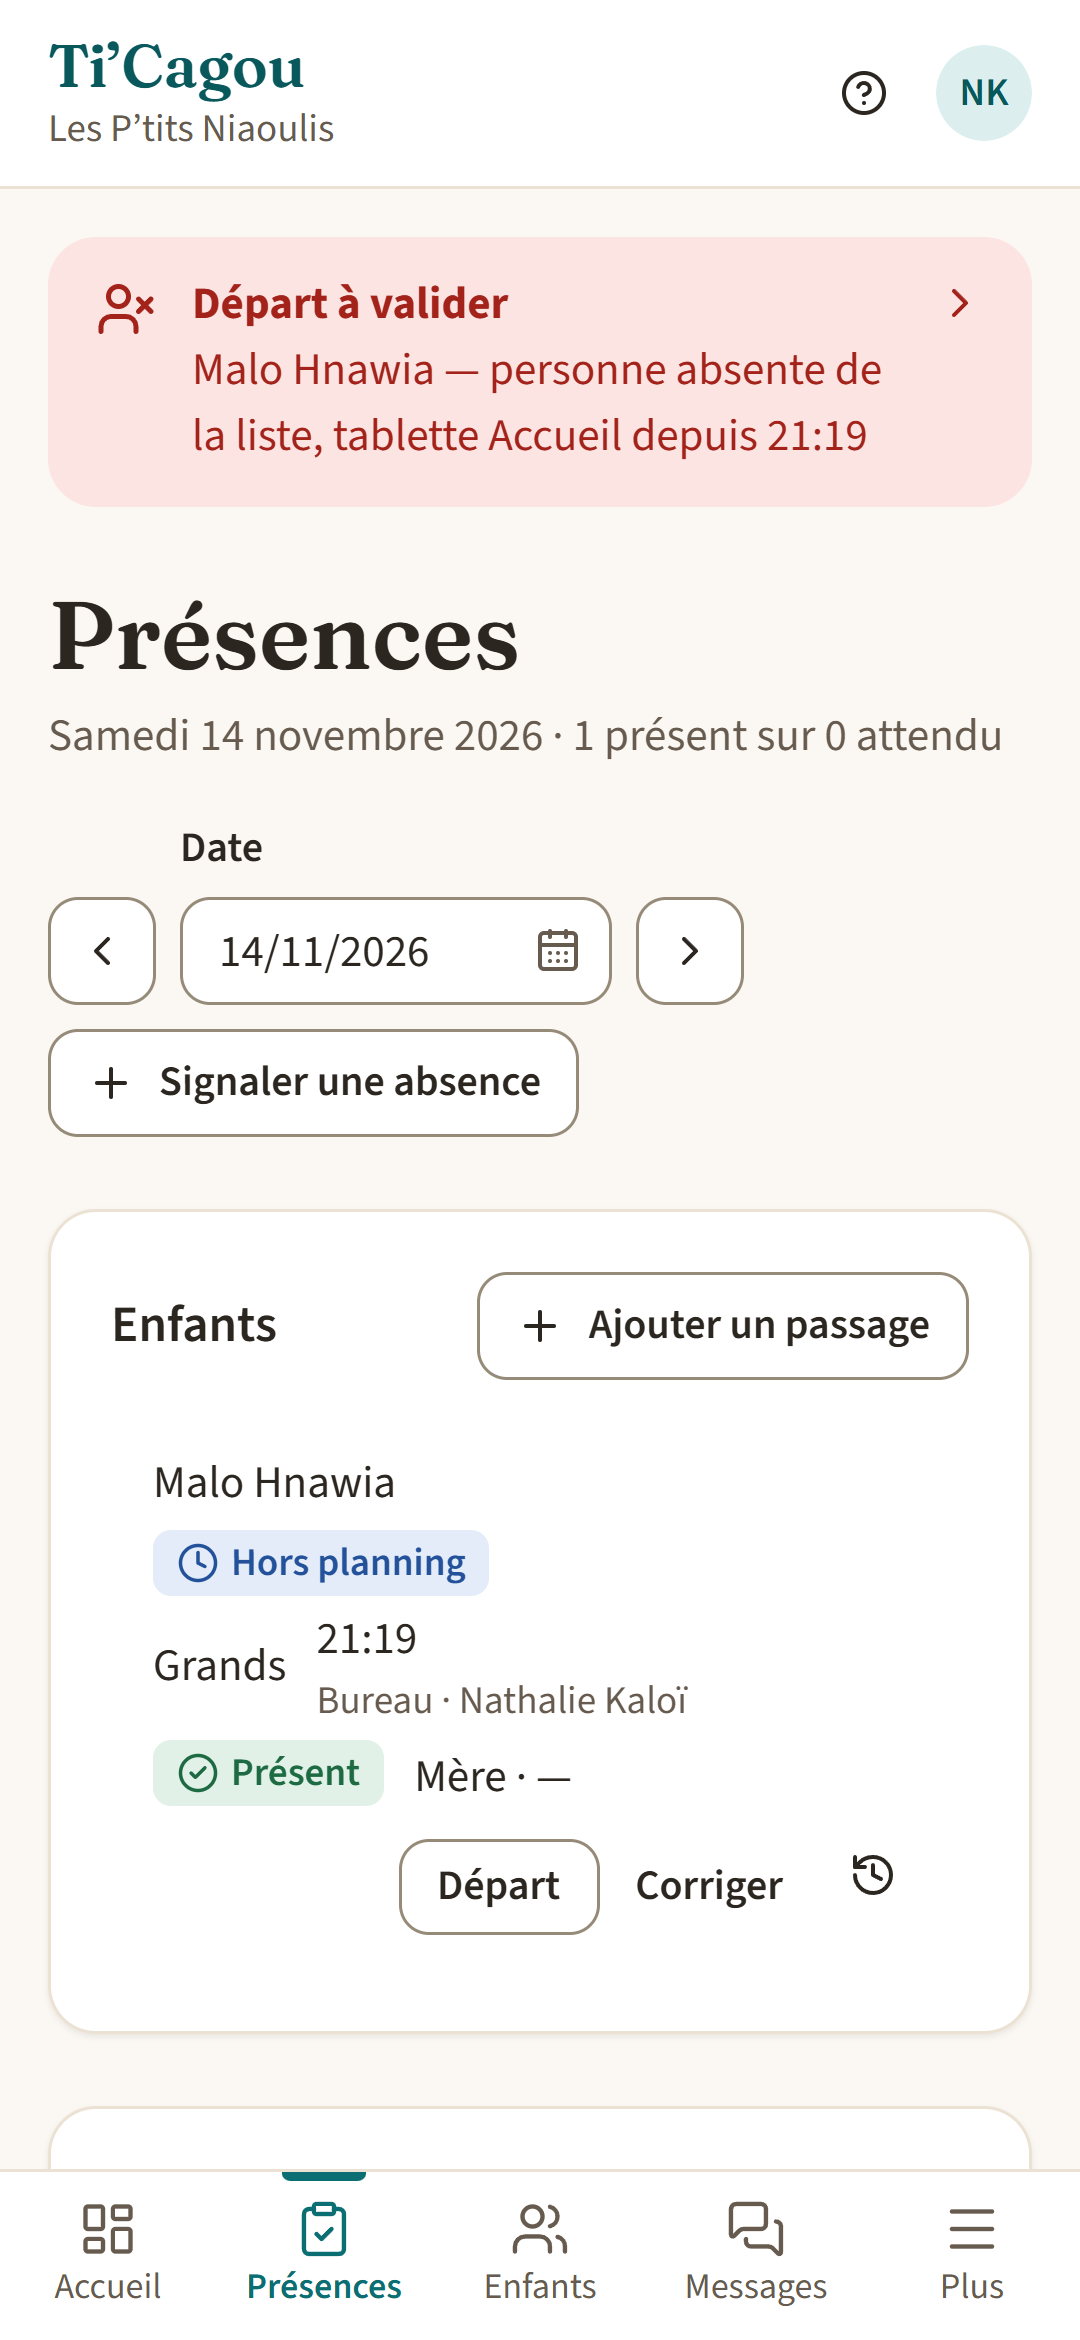 Ti’Cagou
Les P’tits Niaoulis
NK
Départ à valider
Malo Hnawia — personne absente de
la liste, tablette Accueil depuis 21:19
Présences
Samedi 14 novembre 2026 · 1 présent sur 0 attendu
Date
14/11/2026
Signaler une absence
Enfants
Ajouter un passage
Malo Hnawia
Hors planning
Grands
21:19
Bureau · Nathalie Kaloï
Présent
Mère · —
Départ
Corriger
Accueil
Présences
Enfants
Messages
Plus